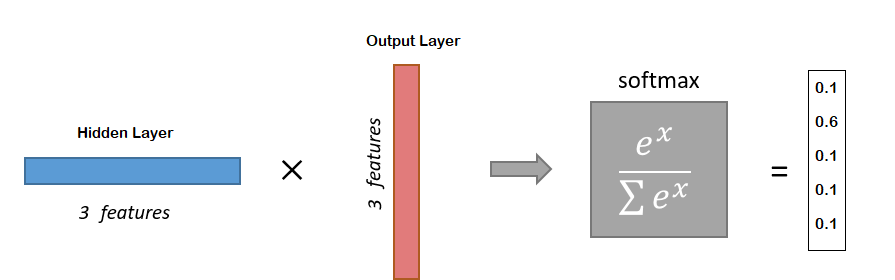 Output Layer
Hidden Layer
3 features
×
3 features
softmax
e^x
∑ e^x
=
0.1
0.6
0.1
0.1
0.1